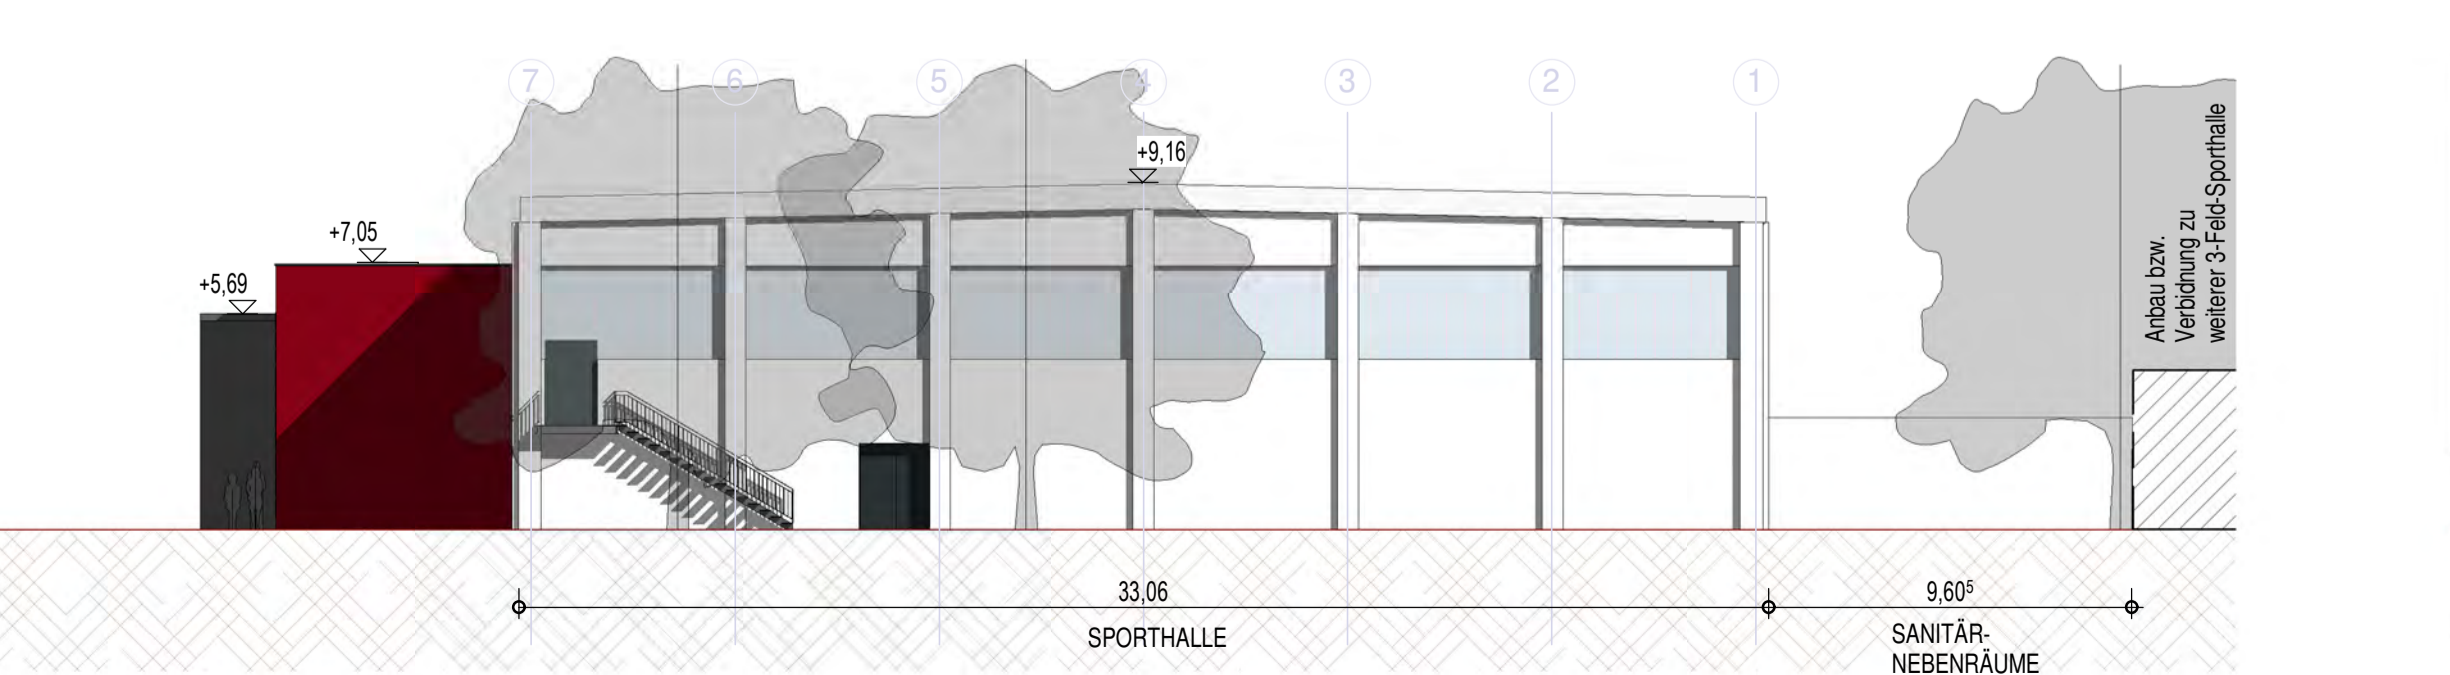 7
6
5
4
3
2
1
+9,16
+7,05
+5,69
Anbau bzw.
Verbidnung zu
weiterer 3-Feld-Sporthalle
33,06
9,60⁵
SPORTHALLE
SANITÄR-
NEBENRÄUME